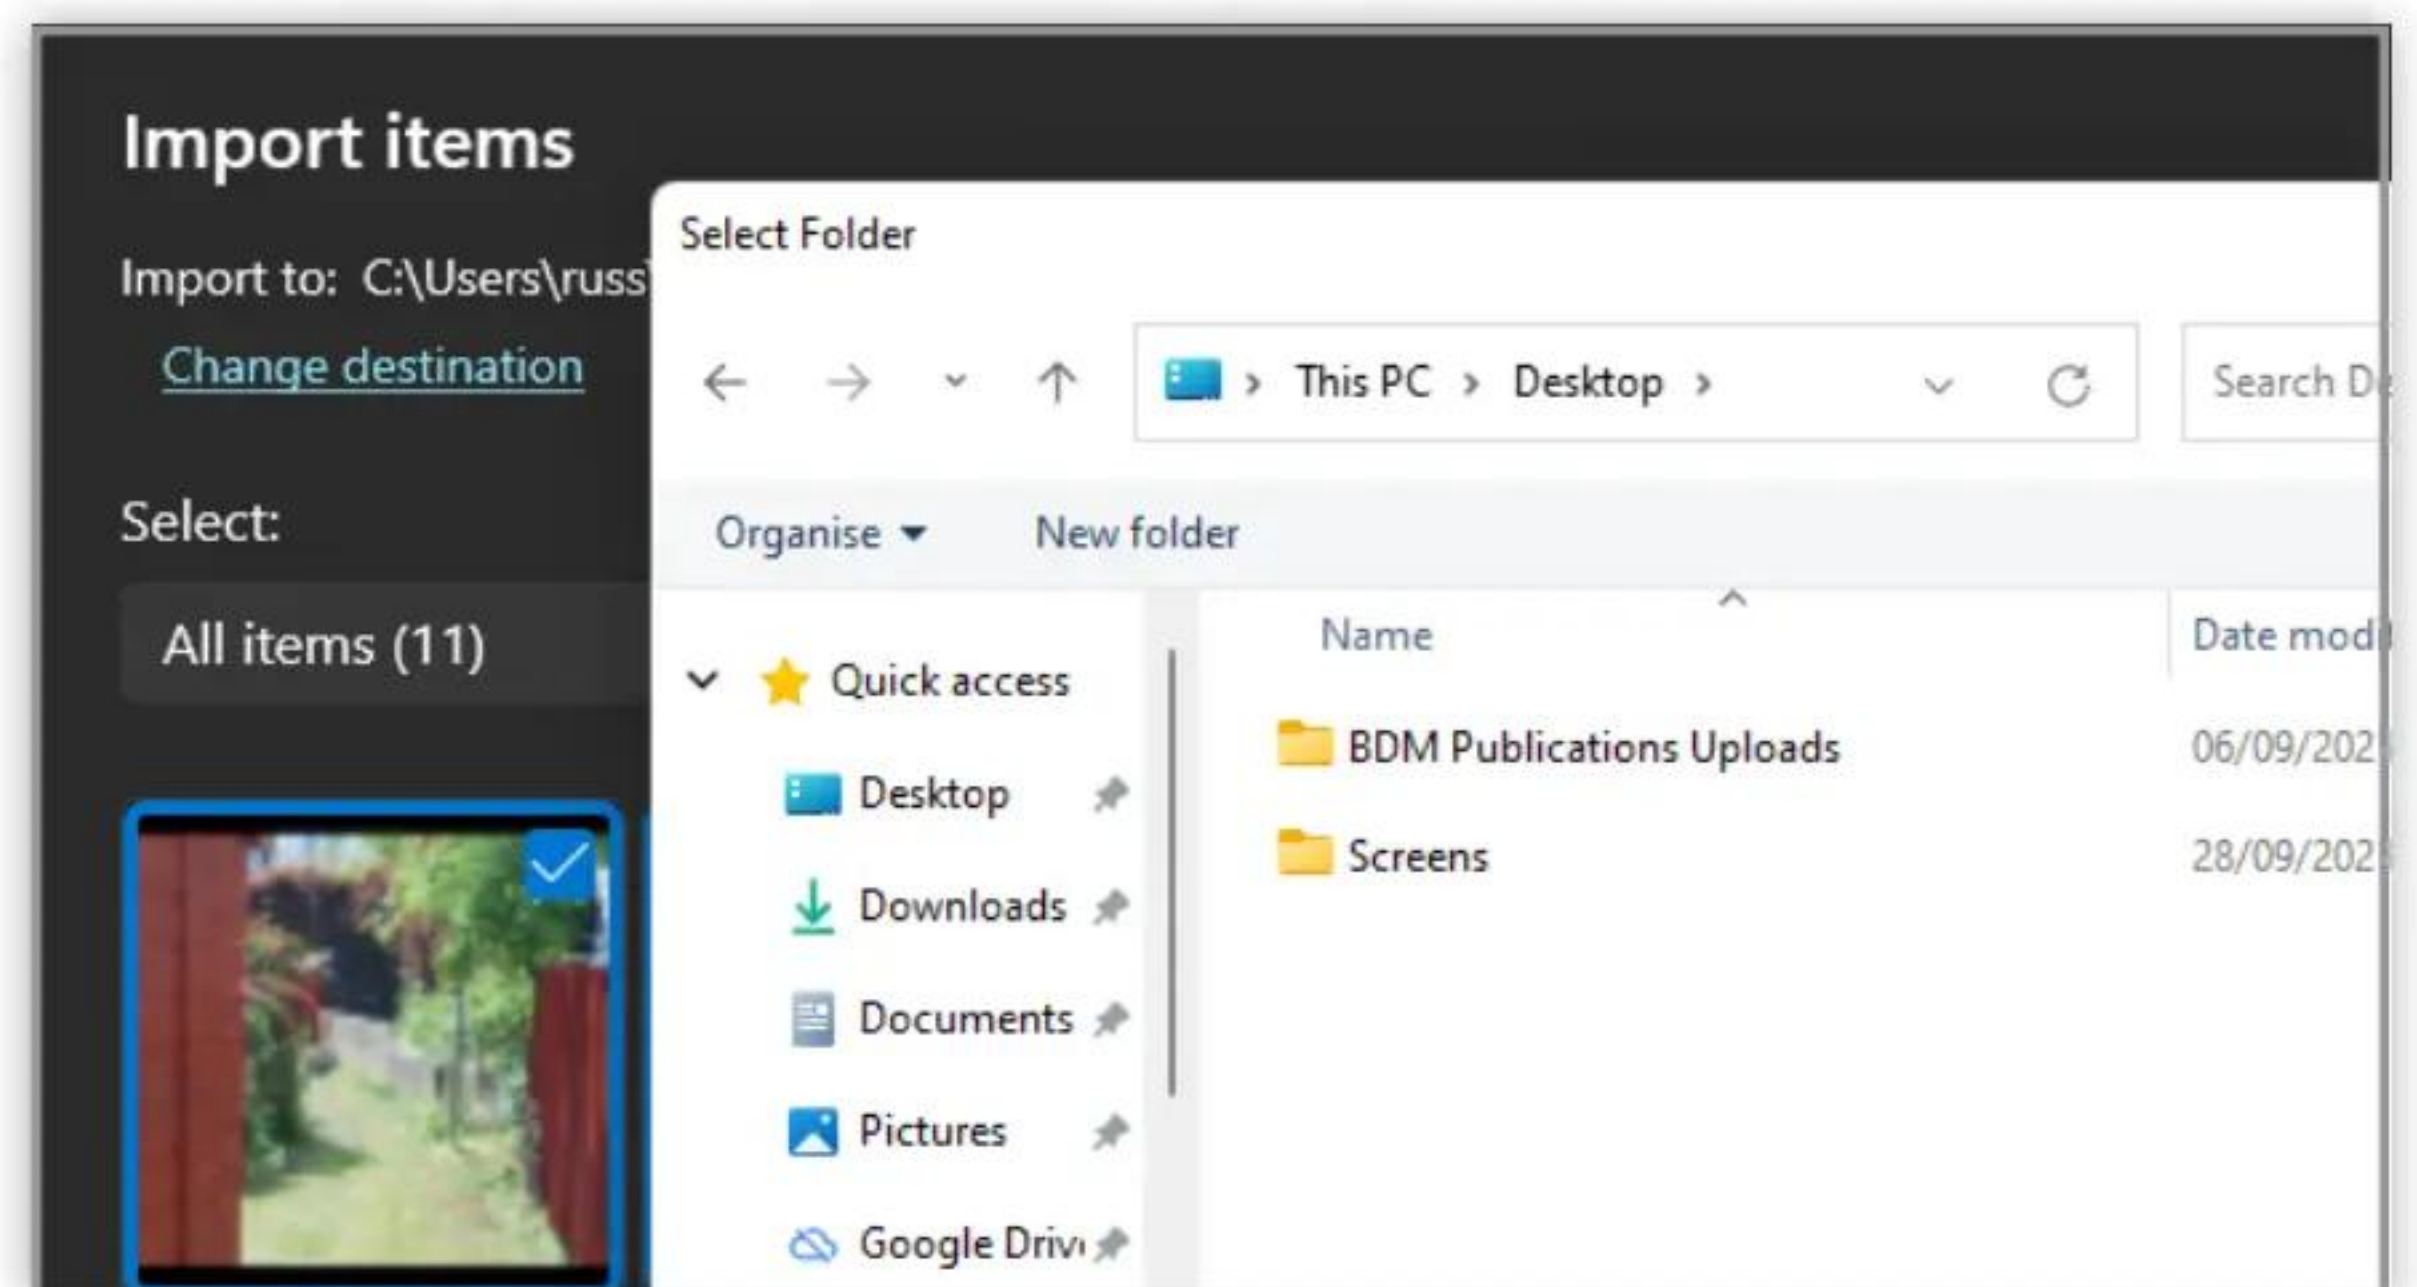 Import items
Import to: C:\Users\russ
Change destination
Select:
All items (11)
Select Folder
This PC > Desktop >
Search
Organise
New folder
Name
Date
Quick access
Desktop
Downloads
Documents
Pictures
Google
BDM Publications Uploads
06/09/202
Screens
28/09/202